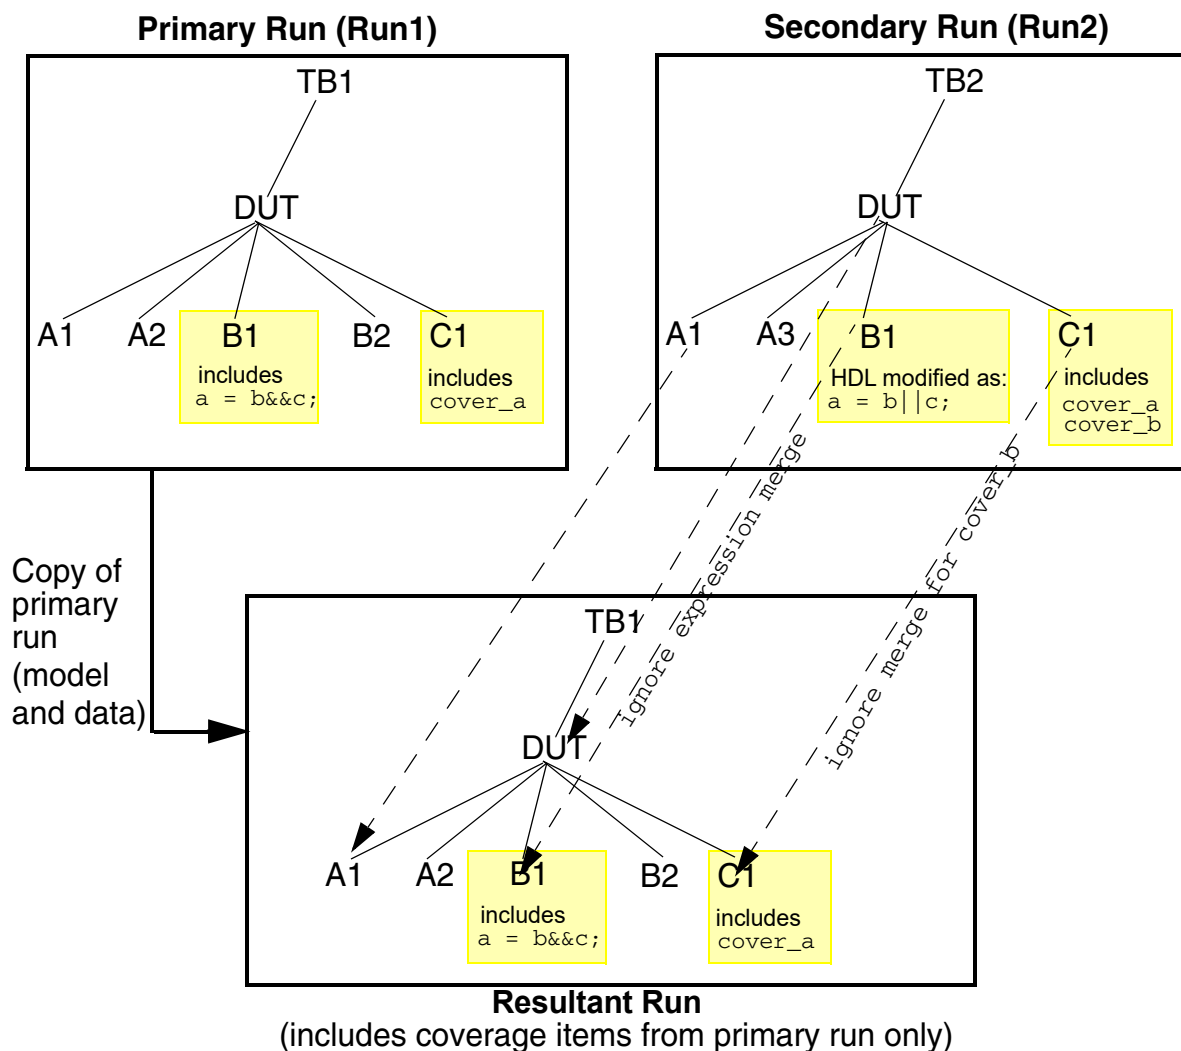 Primary Run (Run1)
Secondary Run (Run2)
TB1
TB2
DUT
DUT
A1
A2
B1
B2
C1
includes
a = b&&c;
includes
cover_a
A1
A3
B1
C1
HDL modified as:
a = b||c;
includes
cover_a
cover_b
ignore expression merge
ignore merge for cover_b
Copy of
primary
run
(model
and data)
TB1
DUT
A1
A2
B1
B2
C1
includes
a = b&&c;
includes
cover_a
Resultant Run
(includes coverage items from primary run only)